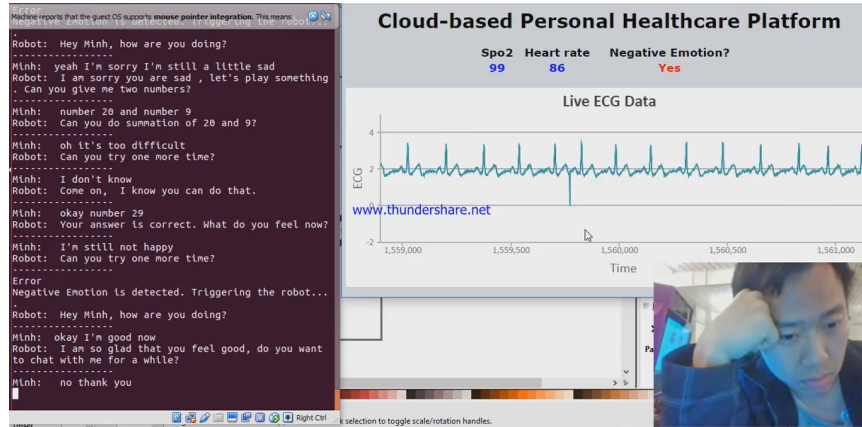 Error
Machine reports that the guest OS supports mouse pointer integration. This means
Negative Emotion is detected. Triggering the robot...
.
Robot: Hey Minh, how are you doing?
-----------------
Minh: yeah I'm sorry I'm still a little sad
Robot: I am sorry you are sad , let's play something
. Can you give me two numbers?
-----------------
Minh: number 20 and number 9
Robot: Can you do summation of 20 and 9?
-----------------
Minh: oh it's too difficult
Robot: Can you try one more time?
-----------------
Minh: I don't know
Robot: Come on, I know you can do that.
-----------------
Minh: okay number 29
Robot: Your answer is correct. What do you feel now?
-----------------
Minh: I'm still not happy
Robot: Can you try one more time?
-----------------
Error
Negative Emotion is detected. Triggering the robot...
.
Robot: Hey Minh, how are you doing?
-----------------
Minh: okay I'm good now
Robot: I am so glad that you feel good, do you want
to chat with me for a while?
-----------------
Minh: no thank you
Right Ctrl
Cloud-based Personal Healthcare Platform
Spo2 Heart rate Negative Emotion?
99 86 Yes
Live ECG Data
4
2
0
-2
ECG
www.thundershare.net
1,559,000 1,559,500 1,560,000 1,560,500 1,561,000
Time
Pa
k selection to toggle scale/rotation handles.